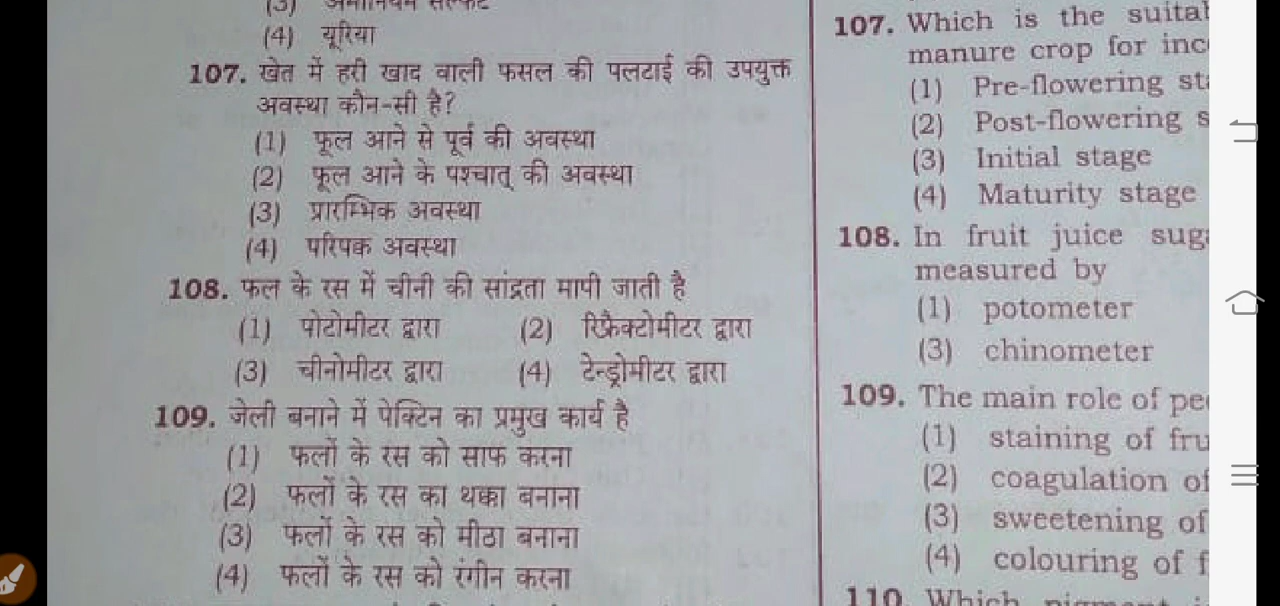 (4) यूरिया
107. खेत में हरी खाद वाली फसल की पलटाई की उपयुक्त
अवस्था कौन-सी है?
(1) फूल आने से पूर्व की अवस्था
(2) फूल आने के पश्चात् की अवस्था
(3) प्रारम्भिक अवस्था
(4) परिपक्व अवस्था
108. फल के रस में चीनी की सांद्रता मापी जाती है
(1) पोटोमीटर द्वारा (2) रिफ्रैक्टोमीटर द्वारा
(3) चीनोमीटर द्वारा (4) टेन्ड्रोमीटर द्वारा
109. जेली बनाने में पेक्टिन का प्रमुख कार्य है
(1) फलों के रस को साफ करना
(2) फलों के रस का थक्का बनाना
(3) फलों के रस को मीठा बनाना
(4) फलों के रस को रंगीन करना
107. Which is the
manure crop for
(1) Pre-flowering
(2) Post-flowering
(3) Initial stage
(4) Maturity stage
108. In fruit juice
measured by
(1) potometer
(3) chinometer
109. The main role of
(1) staining of
(2) coagulation
(3) sweetening of
(4) colouring of
110. Which